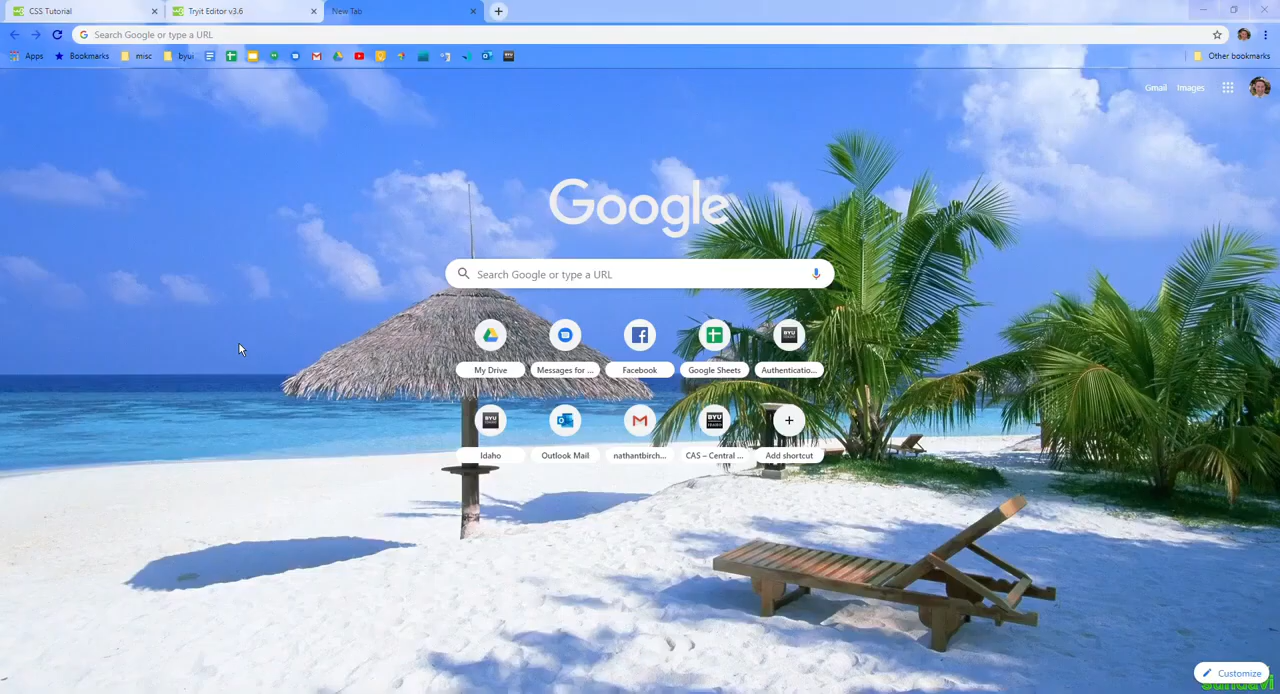 CSS Tutorial
Tryit Editor v3.6
New Tab
Search Google or type a URL
Apps
Bookmarks
misc
byui
Other bookmarks
Gmail
Images
Google
Search Google or type a URL
My Drive
Messages for ...
Facebook
Google Sheets
Authenticatio...
Idaho
Outlook Mail
nathantbirch...
CAS – Central ...
Add shortcut
Customize